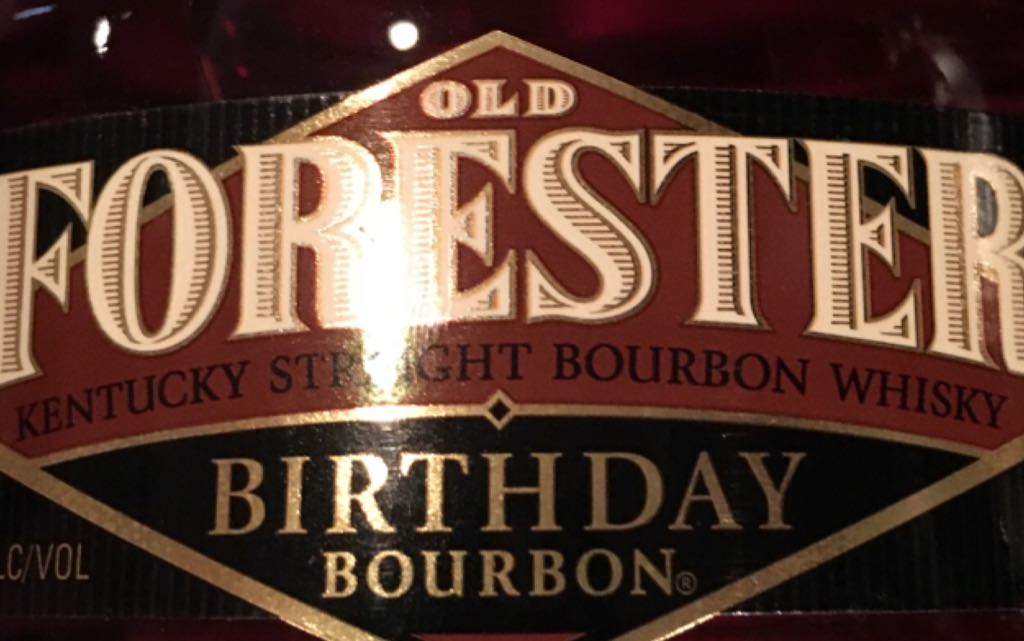 OLD
FORESTER
KENTUCKY STRAIGHT BOURBON WHISKY
BIRTHDAY
BOURBON®
LC/VOL